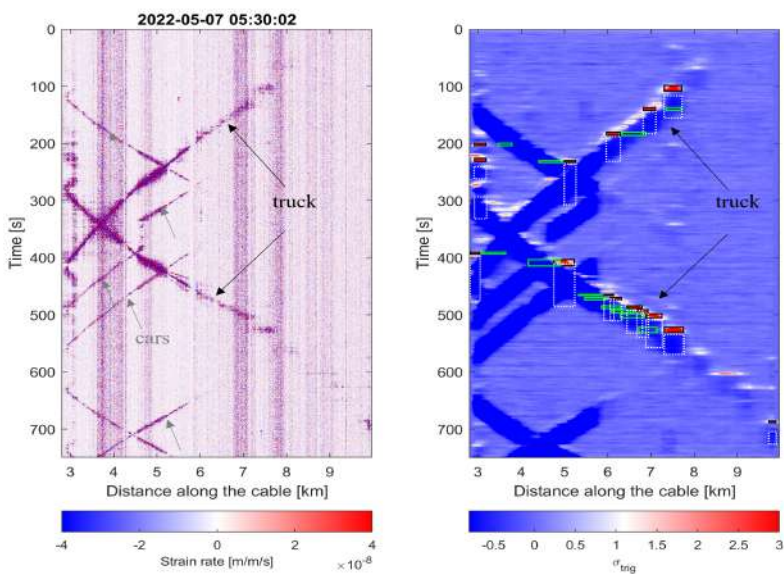 2022-05-07 05:30:02
0
100
200
300
400
500
600
700
Time [s]
truck
cars
3 4 5 6 7 8 9
Distance along the cable [km]
-4 -2 0 2 4
Strain rate [m/m/s] ×10⁻⁸
0
100
200
300
400
500
600
700
Time [s]
truck
truck
3 4 5 6 7 8 9
Distance along the cable [km]
-0.5 0 0.5 1 1.5 2 2.5 3
σtrig